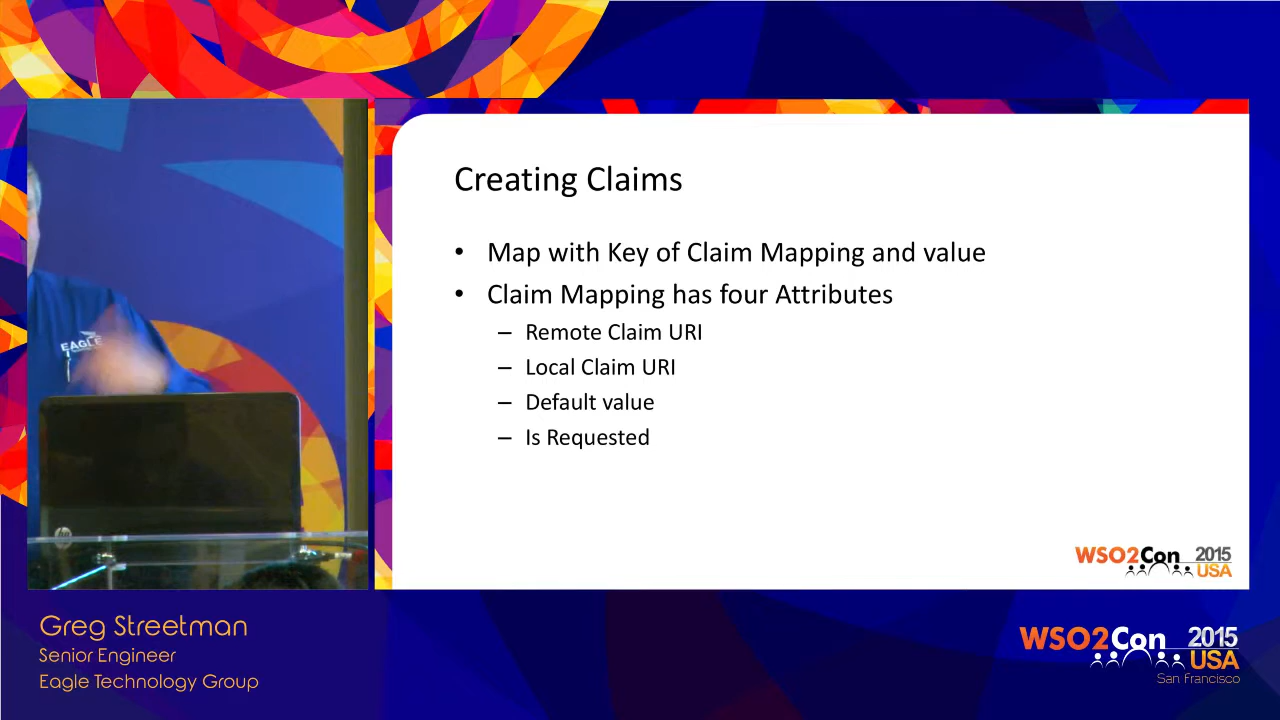 EAGLE
Creating Claims
• Map with Key of Claim Mapping and value
• Claim Mapping has four Attributes
– Remote Claim URI
– Local Claim URI
– Default value
– Is Requested
WSO2Con 2015
USA
hp
Greg Streetman
Senior Engineer
Eagle Technology Group
WSO2Con 2015
USA
San Francisco